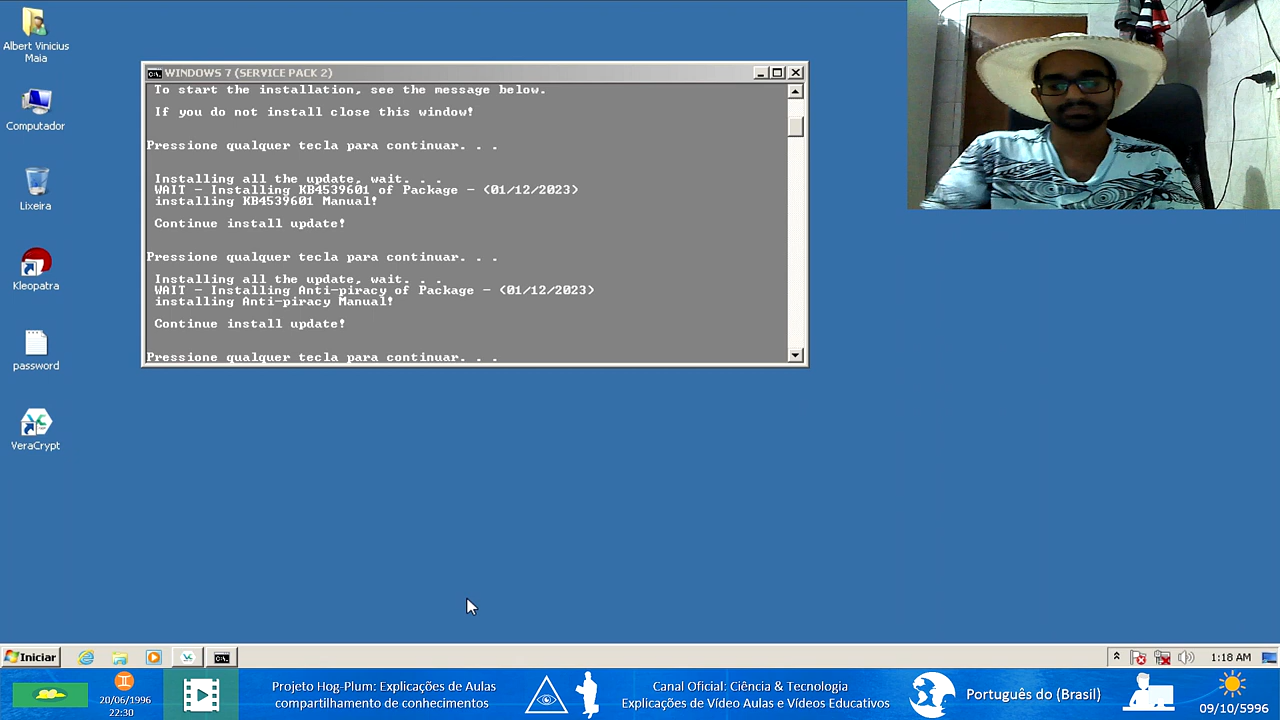 Albert Vinicius
Maia
Computador
Lixeira
Kleopatra
password
VeraCrypt
WINDOWS 7 (SERVICE PACK 2)
To start the installation, see the message below.
If you do not install close this window!
Pressione qualquer tecla para continuar. . .
Installing all the update, wait. . .
WAIT - Installing KB4539601 of Package - (01/12/2023)
installing KB4539601 Manual!
Continue install update!
Pressione qualquer tecla para continuar. . .
Installing all the update, wait. . .
WAIT - Installing Anti-piracy of Package - (01/12/2023)
installing Anti-piracy Manual!
Continue install update!
Pressione qualquer tecla para continuar. . .
Iniciar
1:18 AM
20/06/1996
22:30
Projeto Hog-Plum: Explicações de Aulas
compartilhamento de conhecimentos
Canal Oficial: Ciência & Tecnologia
Explicações de Vídeo Aulas e Vídeos Educativos
Português do (Brasil)
09/10/5996